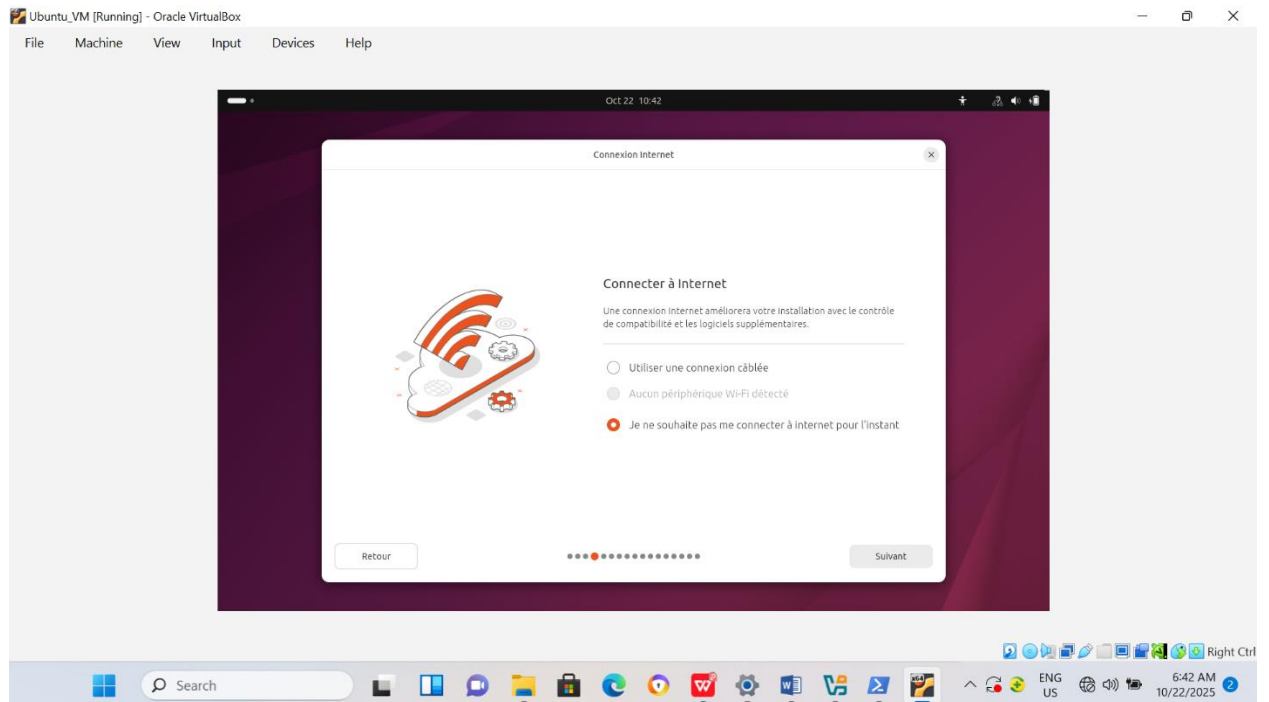 Ubuntu_VM [Running] - Oracle VirtualBox
File Machine View Input Devices Help
Oct 22 10:42
Connexion Internet
Connecter à Internet
Une connexion Internet améliorera votre installation avec le contrôle
de compatibilité et les logiciels supplémentaires.
Utiliser une connexion câblée
Aucun périphérique Wi-Fi détecté
Je ne souhaite pas me connecter à internet pour l'instant
Retour
Suivant
Right Ctrl
Search
ENG
US
6:42 AM
10/22/2025
2